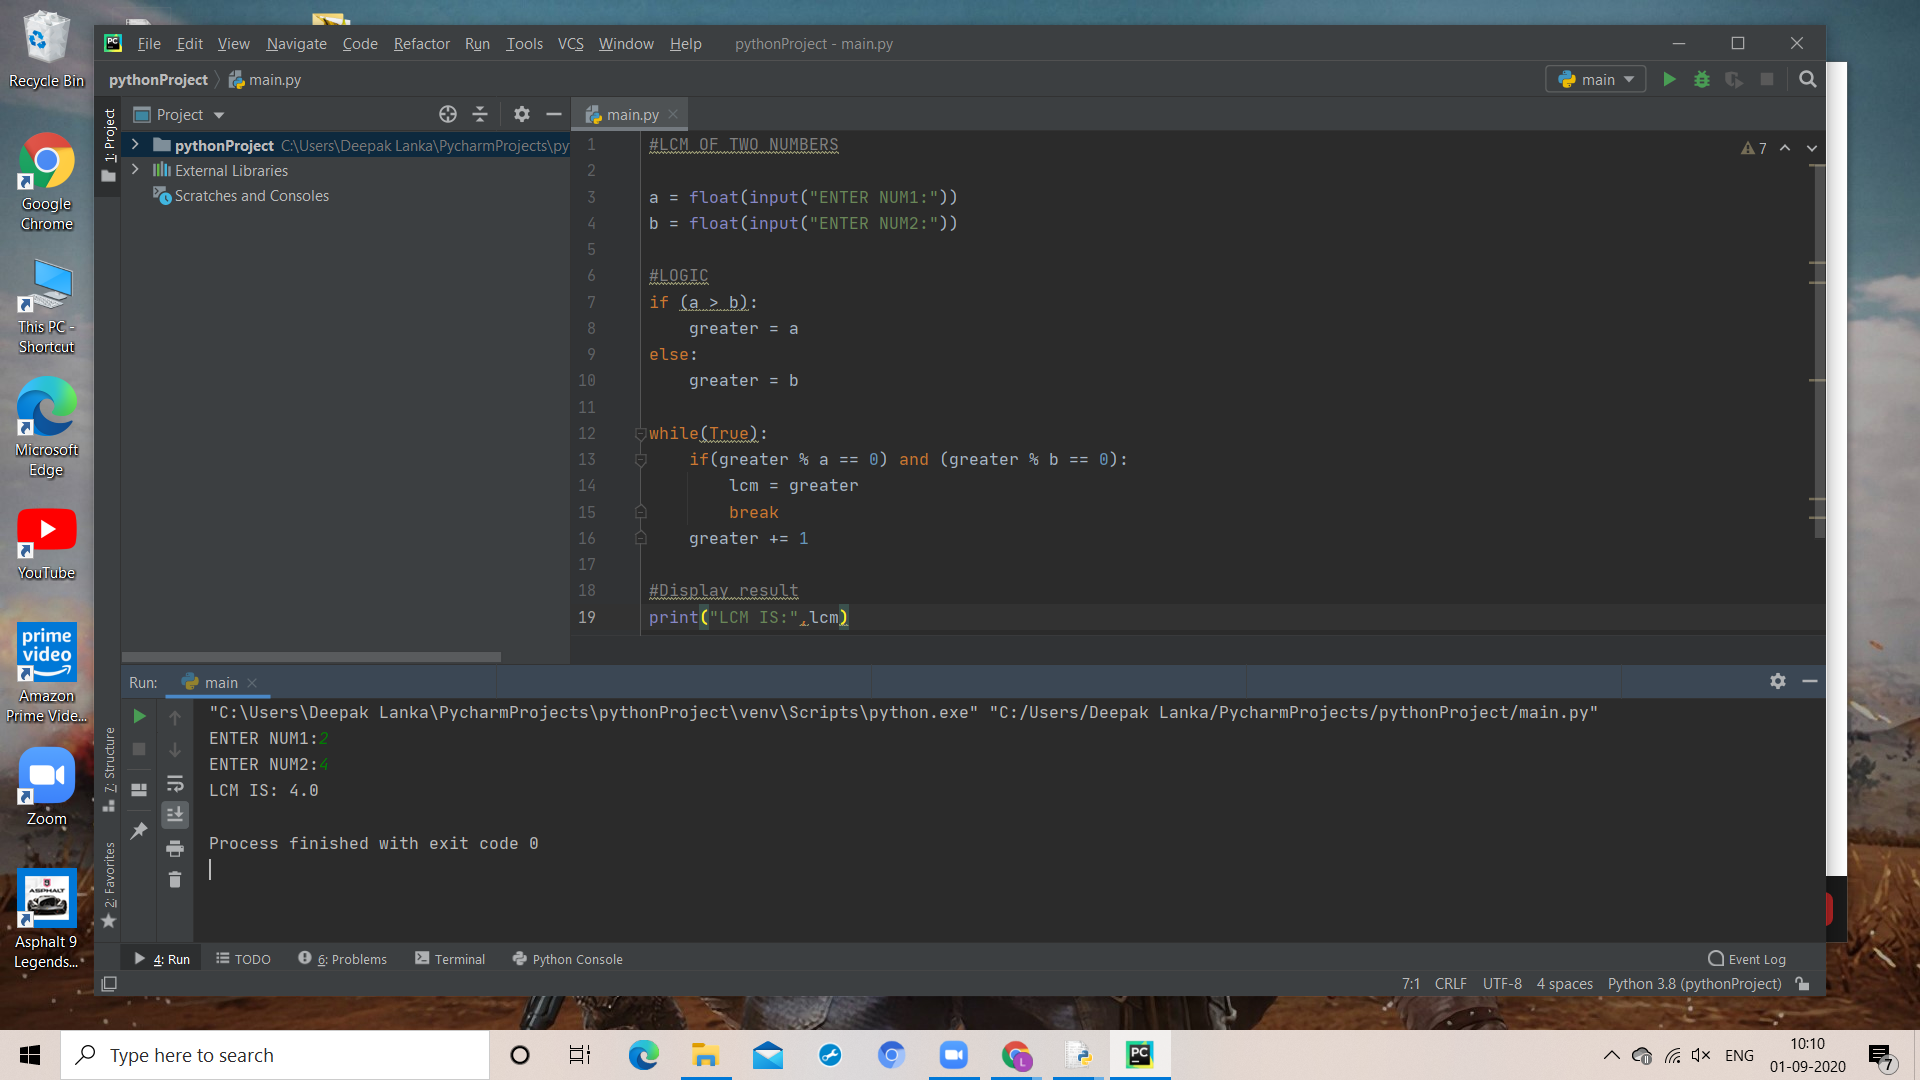 Recycle Bin
Google
Chrome
This PC -
Shortcut
Microsoft
Edge
YouTube
prime
video
Amazon
Prime Vide...
Zoom
ASPHALT
Asphalt 9
Legends...
PC
File Edit View Navigate Code Refactor Run Tools VCS Window Help pythonProject - main.py
pythonProject main.py
main
1: Project
Project
pythonProject C:\Users\Deepak Lanka\PycharmProjects\py
External Libraries
Scratches and Consoles
main.py
7
1 #LCM OF TWO NUMBERS
2
3 a = float(input("ENTER NUM1:"))
4 b = float(input("ENTER NUM2:"))
5
6 #LOGIC
7 if (a > b):
8 greater = a
9 else:
10 greater = b
11
12 while(True):
13 if(greater % a == 0) and (greater % b == 0):
14 lcm = greater
15 break
16 greater += 1
17
18 #Display result
19 print("LCM IS:",lcm)
Run: main
"C:\Users\Deepak Lanka\PycharmProjects\pythonProject\venv\Scripts\python.exe" "C:/Users/Deepak Lanka/PycharmProjects/pythonProject/main.py"
ENTER NUM1:2
ENTER NUM2:4
LCM IS: 4.0
Process finished with exit code 0
7: Structure
2: Favorites
4: Run TODO 6: Problems Terminal Python Console Event Log
7:1 CRLF UTF-8 4 spaces Python 3.8 (pythonProject)
Type here to search
L
PC
ENG
10:10
01-09-2020
7